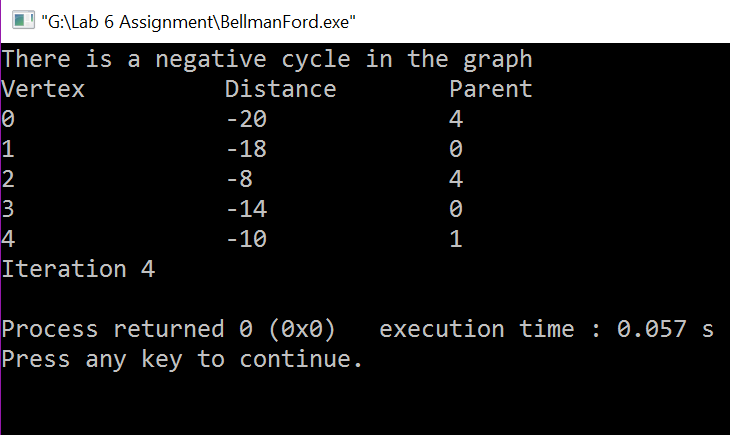 "G:\Lab 6 Assignment\BellmanFord.exe"
There is a negative cycle in the graph
Vertex Distance Parent
0 -20 4
1 -18 0
2 -8 4
3 -14 0
4 -10 1
Iteration 4
Process returned 0 (0x0) execution time : 0.057 s
Press any key to continue.